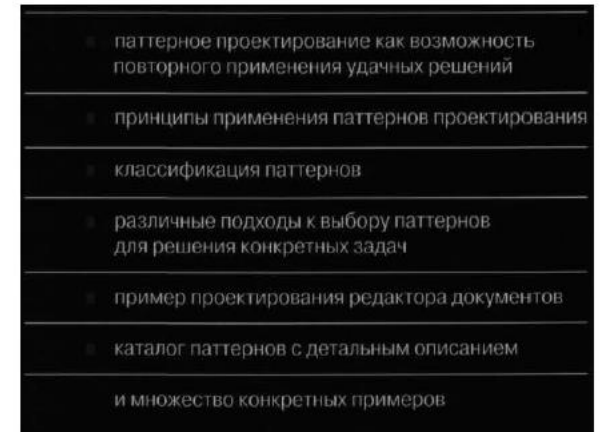 паттерное проектирование как возможность
повторного применения удачных решений
принципы применения паттернов проектирования
классификация паттернов
различные подходы к выбору паттернов
для решения конкретных задач
пример проектирования редактора документов
каталог паттернов с детальным описанием
и множество конкретных примеров